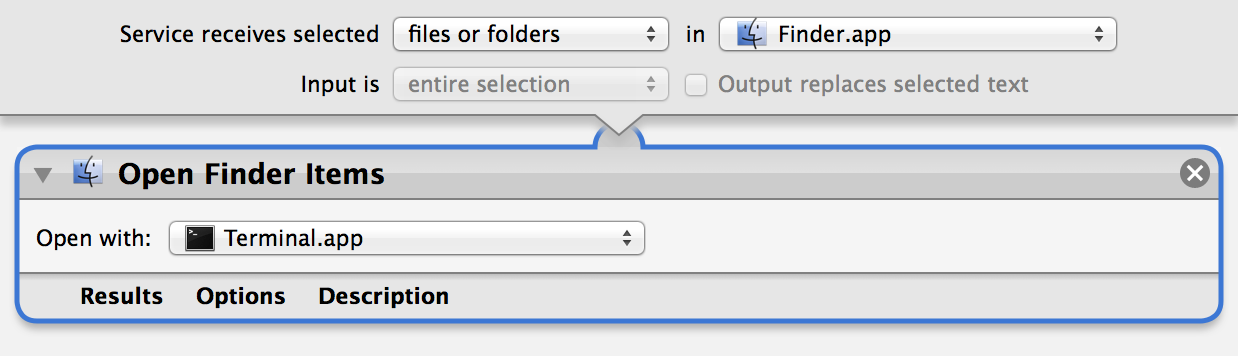 Service receives selected files or folders in Finder.app
Input is entire selection Output replaces selected text
Open Finder Items
Open with: Terminal.app
Results Options Description